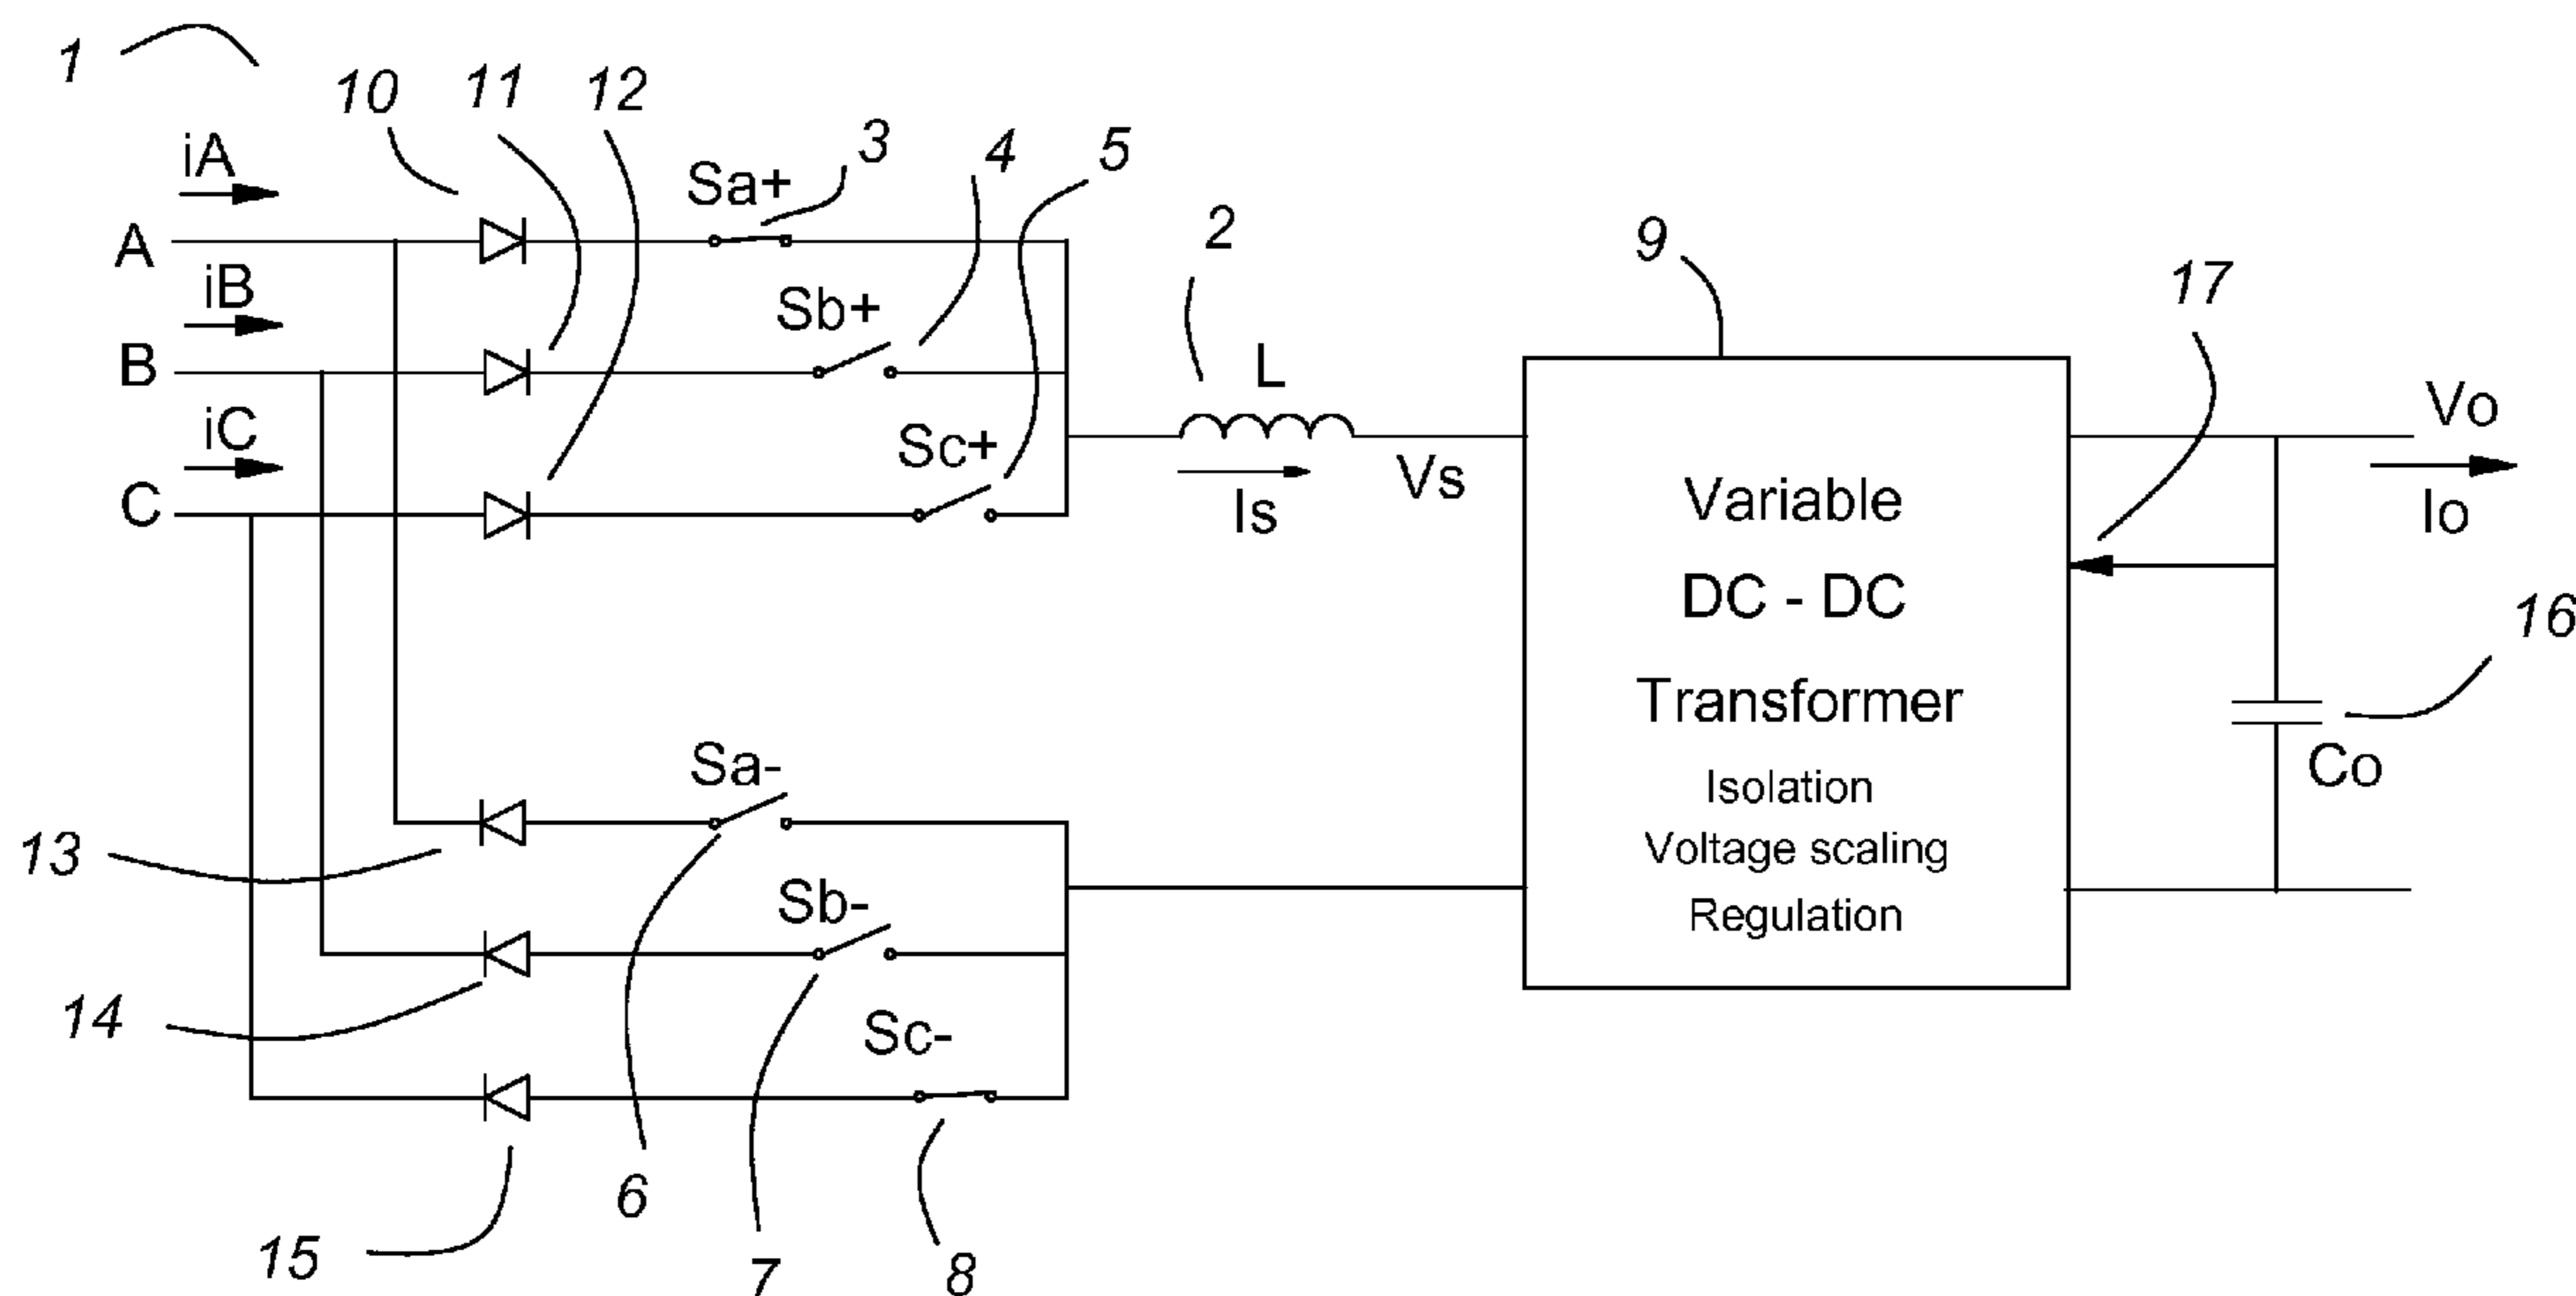 1
10
11
12
3
4
5
iA
Sa+
A
iB
Sb+
B
iC
Sc+
C
2
L
Is
Vs
9
17
Vo
Io
Variable
DC - DC
Transformer
Isolation
Voltage scaling
Regulation
16
Co
Sa-
13
Sb-
14
Sc-
15
6
7
8